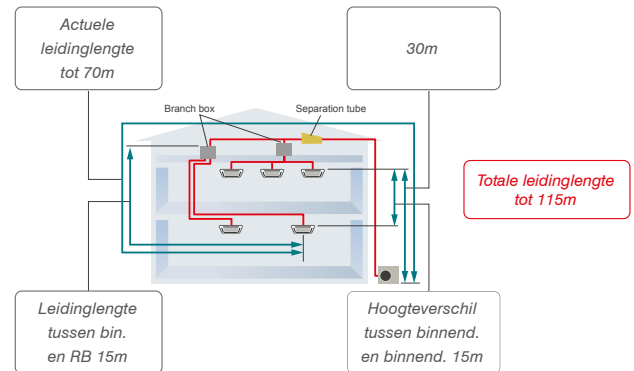 Actuele
leidinglengte
tot 70m
30m
Branch box
Separation tube
Totale leidinglengte
tot 115m
Leidinglengte
tussen bin.
en RB 15m
Hoogteverschil
tussen binnend.
en binnend. 15m